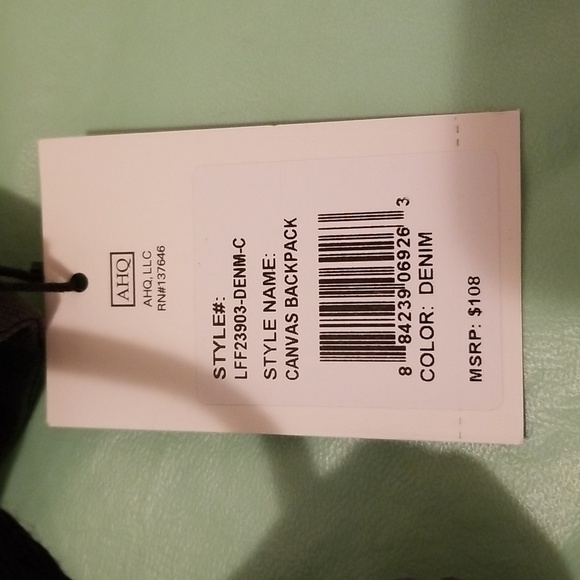 AHQ
AHQ, LLC
RN#137646
STYLE#:
LFF23903-DENM-C
STYLE NAME:
CANVAS BACKPACK
8 84239 06926 3
COLOR: DENIM
MSRP: $108